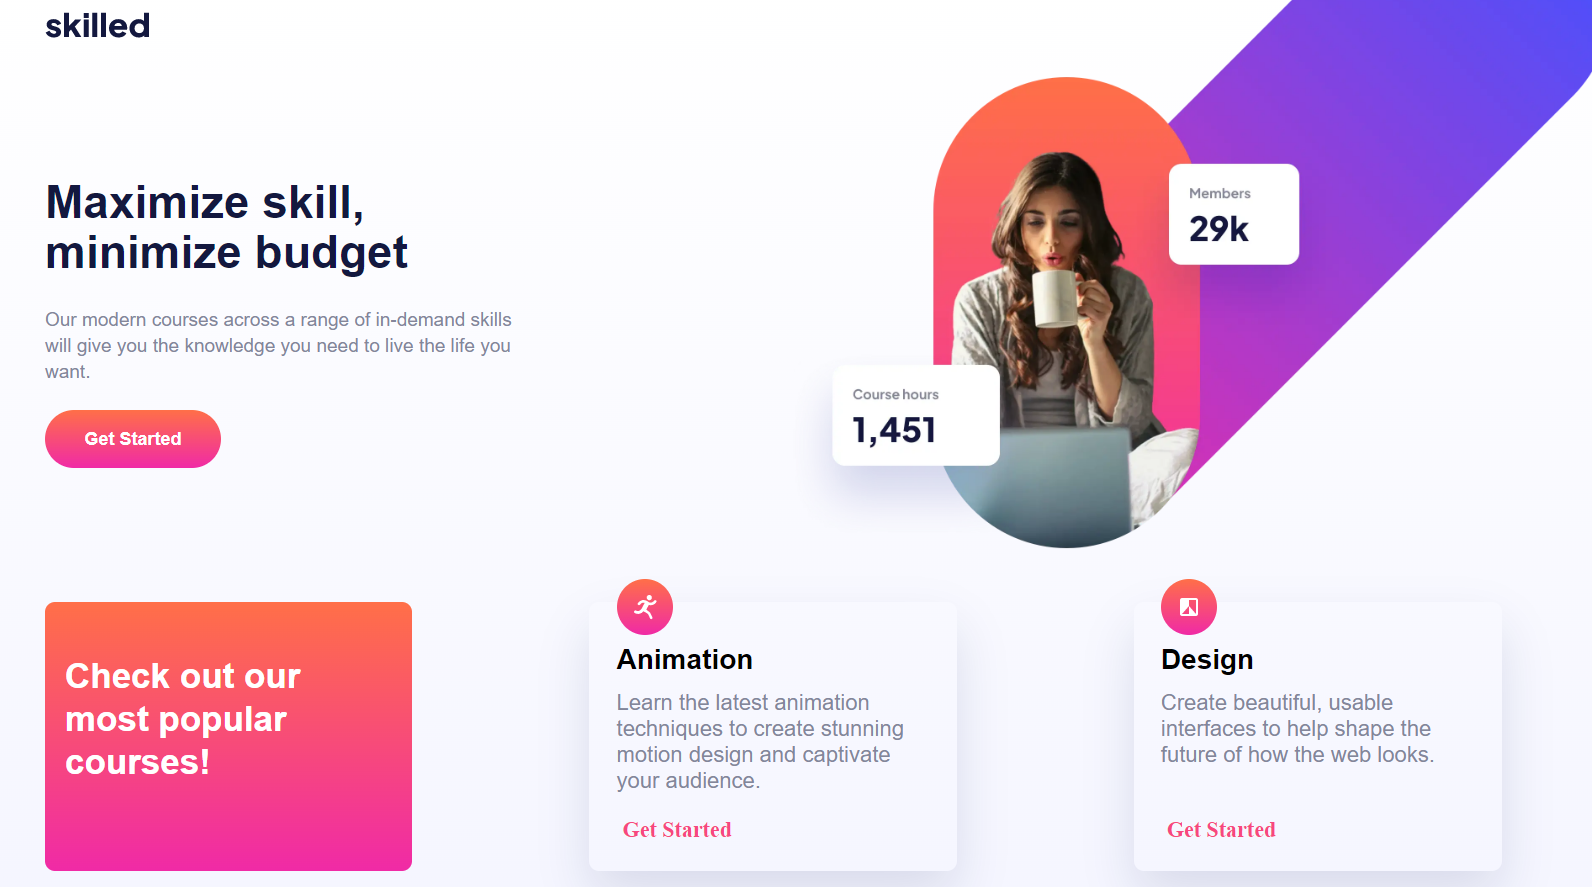 skilled
Maximize skill,
minimize budget
Our modern courses across a range of in-demand skills
will give you the knowledge you need to live the life you
want.
Get Started
Members
29k
Course hours
1,451
Check out our
most popular
courses!
Animation
Learn the latest animation
techniques to create stunning
motion design and captivate
your audience.
Get Started
Design
Create beautiful, usable
interfaces to help shape the
future of how the web looks.
Get Started